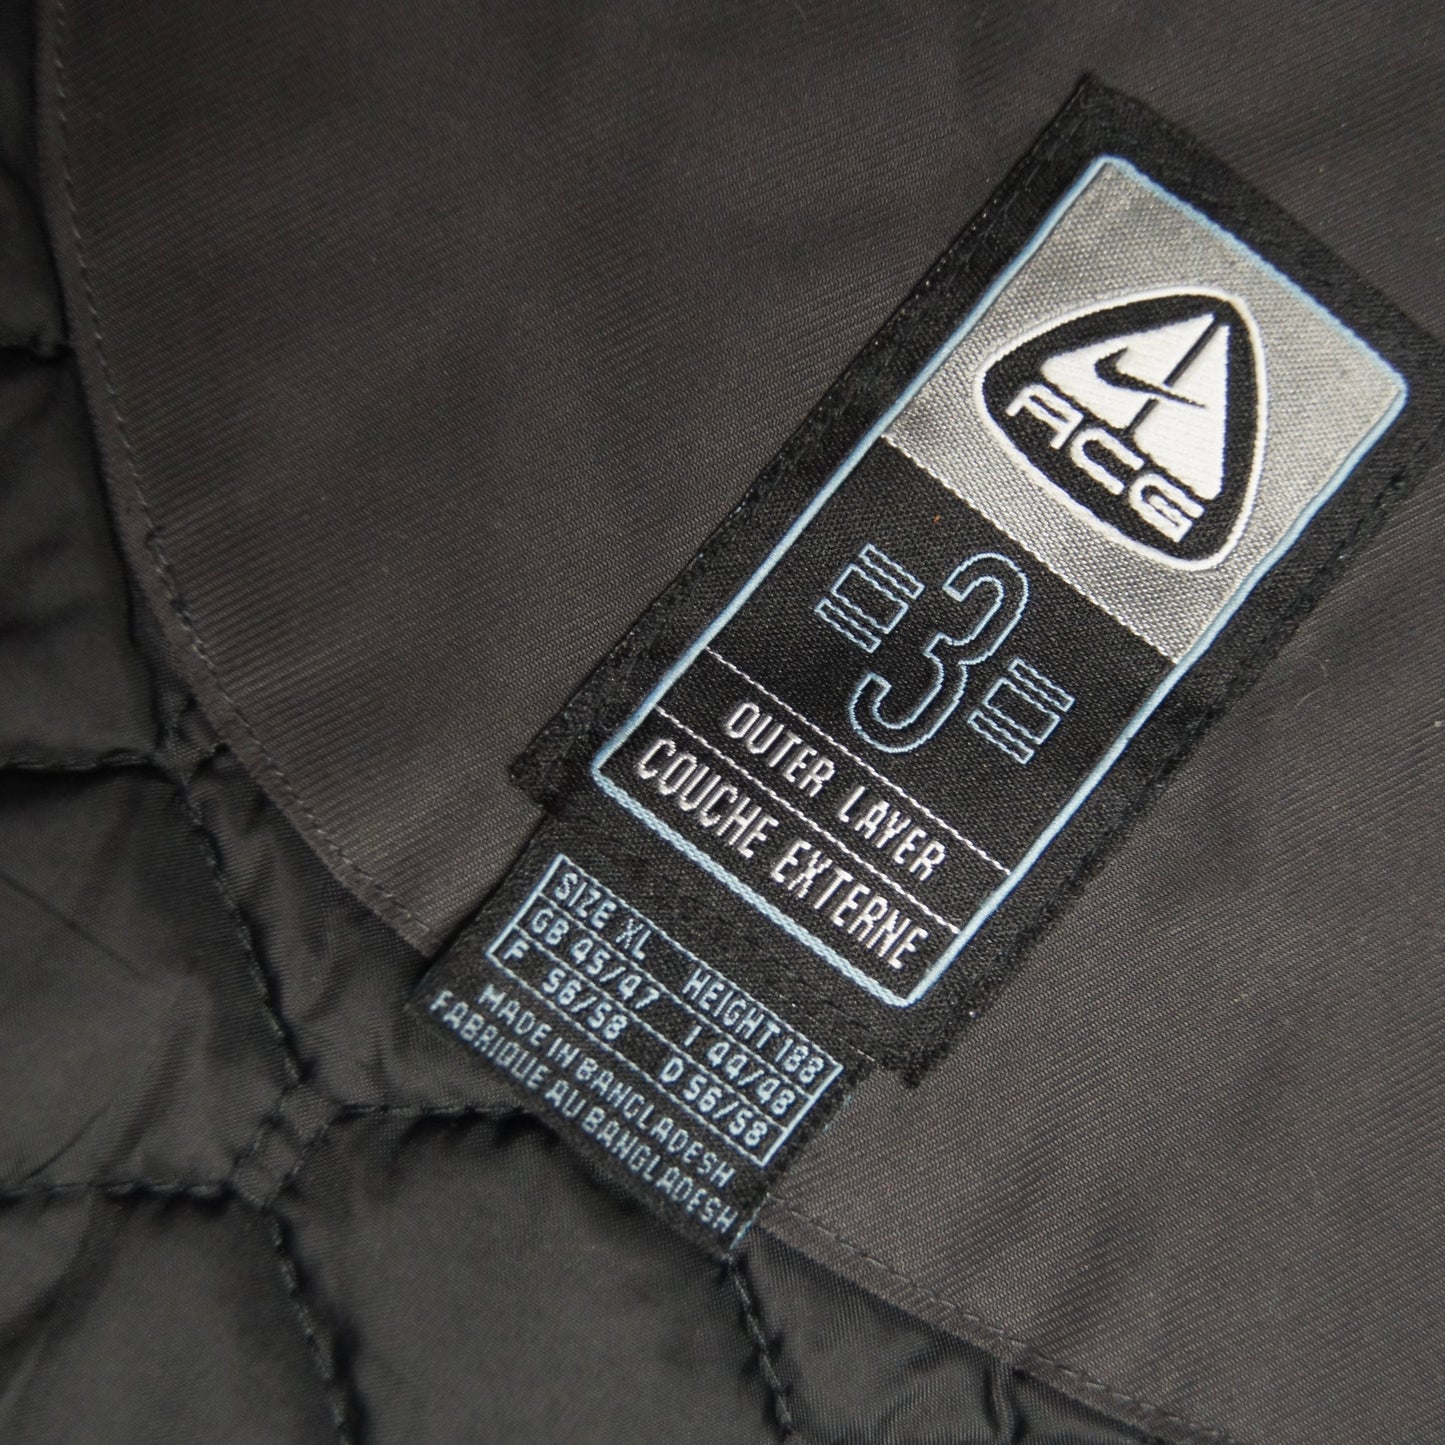 ACG
3
OUTER LAYER
COUCHE EXTERNE
SIZE XL HEIGHT 188
GB 45/47 I 44/48
F 56/58 D 56/58
MADE IN BANGLADESH
FABRIQUE AU BANGLADESH